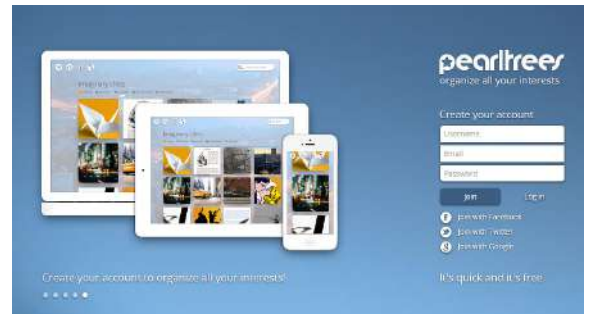 pearltrees
organize all your interests
Create your account
Username
Email
Password
Join
Log in
Join with Facebook
Join with Twitter
Join with Google
Create your account to organize all your interests!
It's quick and it's free